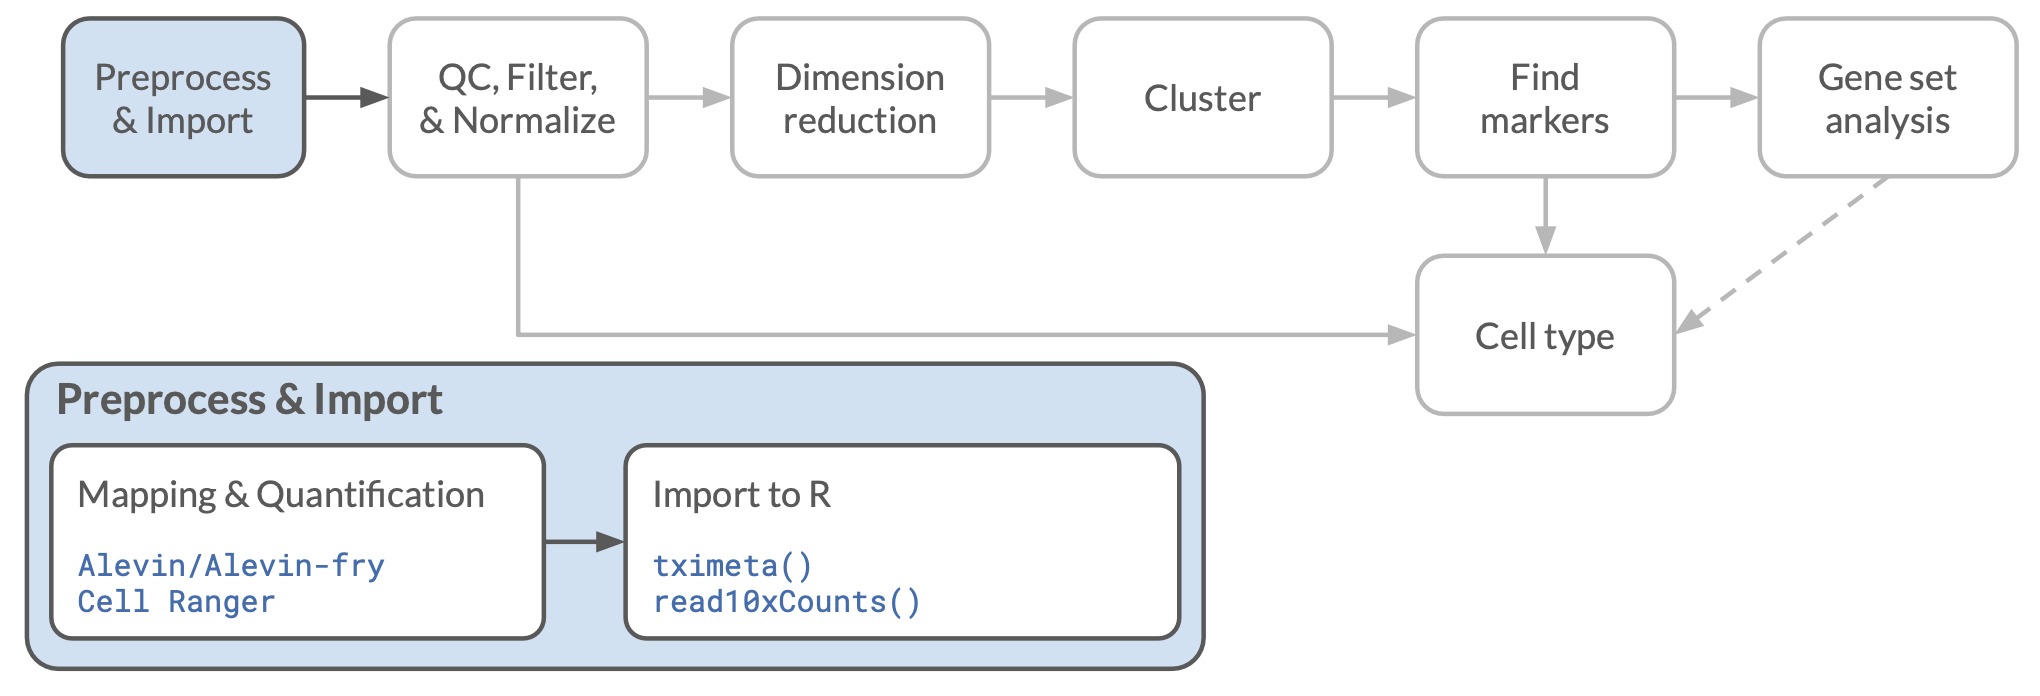 Preprocess
& Import
QC, Filter,
& Normalize
Dimension
reduction
Cluster
Find
markers
Gene set
analysis
Cell type
Preprocess & Import
Mapping & Quantification
Alevin/Alevin-fry
Cell Ranger
Import to R
tximeta()
read10xCounts()